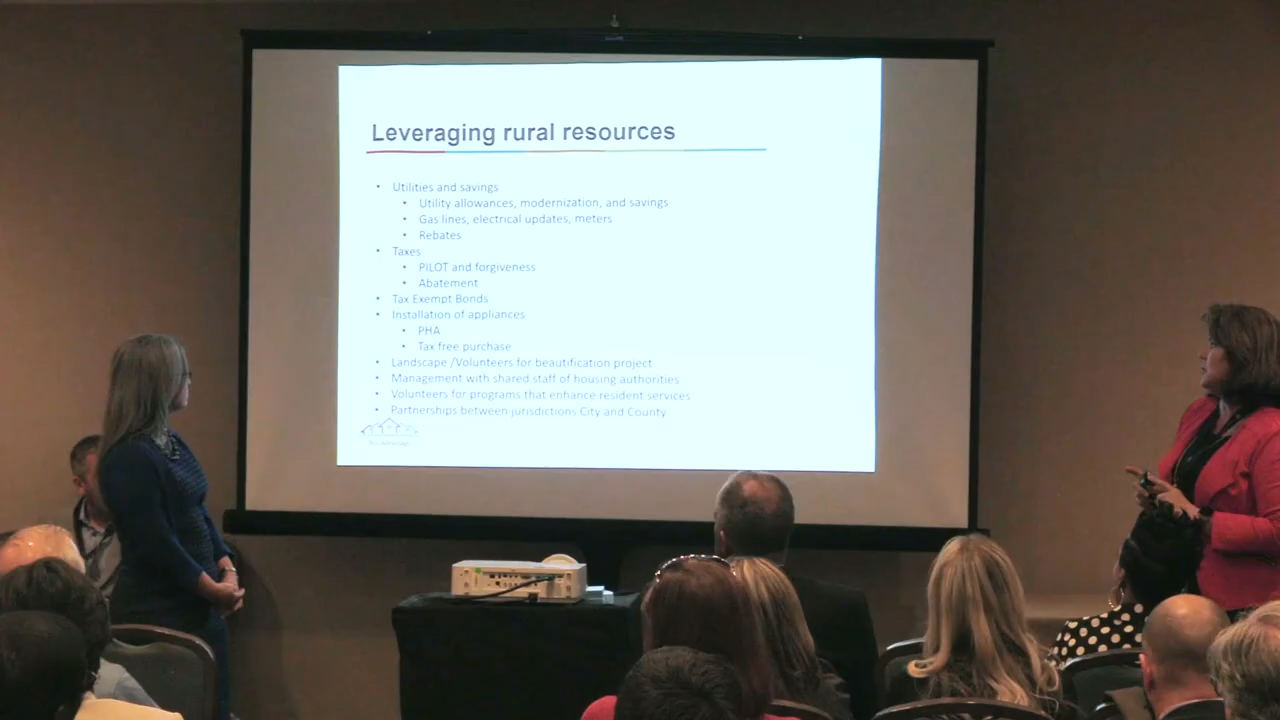 Leveraging rural resources
• Utilities and savings
• Utility allowances, modernization, and savings
• Gas lines, electrical updates, meters
• Rebates
• Taxes
• PILOT and forgiveness
• Abatement
• Tax Exempt Bonds
• Installation of appliances
• PHA
• Tax free purchase
• Landscape /Volunteers for beautification project
• Management with shared staff of housing authorities
• Volunteers for programs that enhance resident services
• Partnerships between jurisdictions City and County